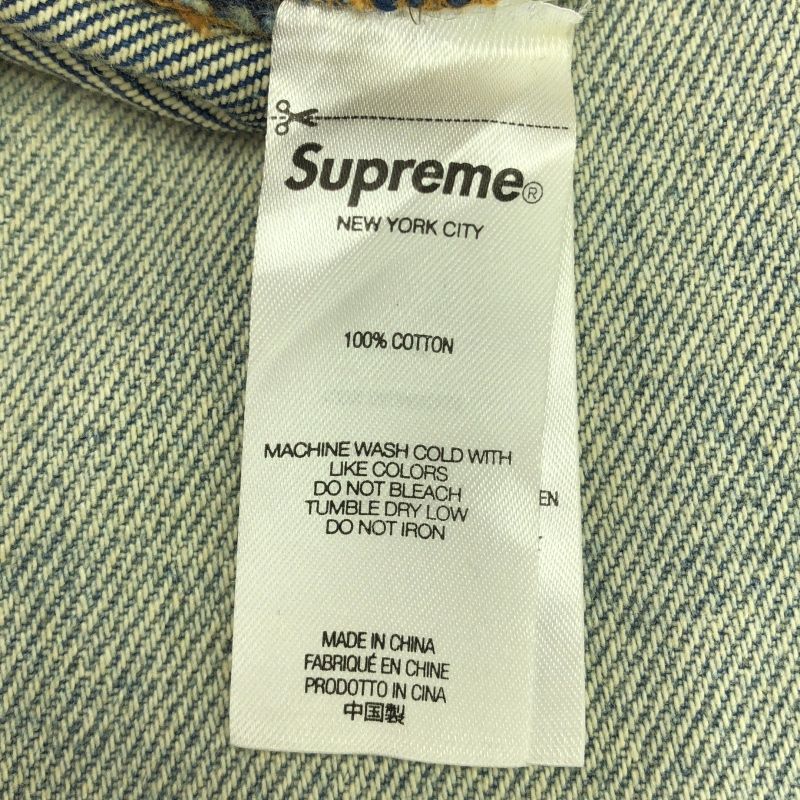 Supreme®
NEW YORK CITY
100% COTTON
MACHINE WASH COLD WITH
LIKE COLORS
DO NOT BLEACH
TUMBLE DRY LOW
DO NOT IRON
EN
MADE IN CHINA
FABRIQUÉ EN CHINE
PRODOTTO IN CINA
中国製